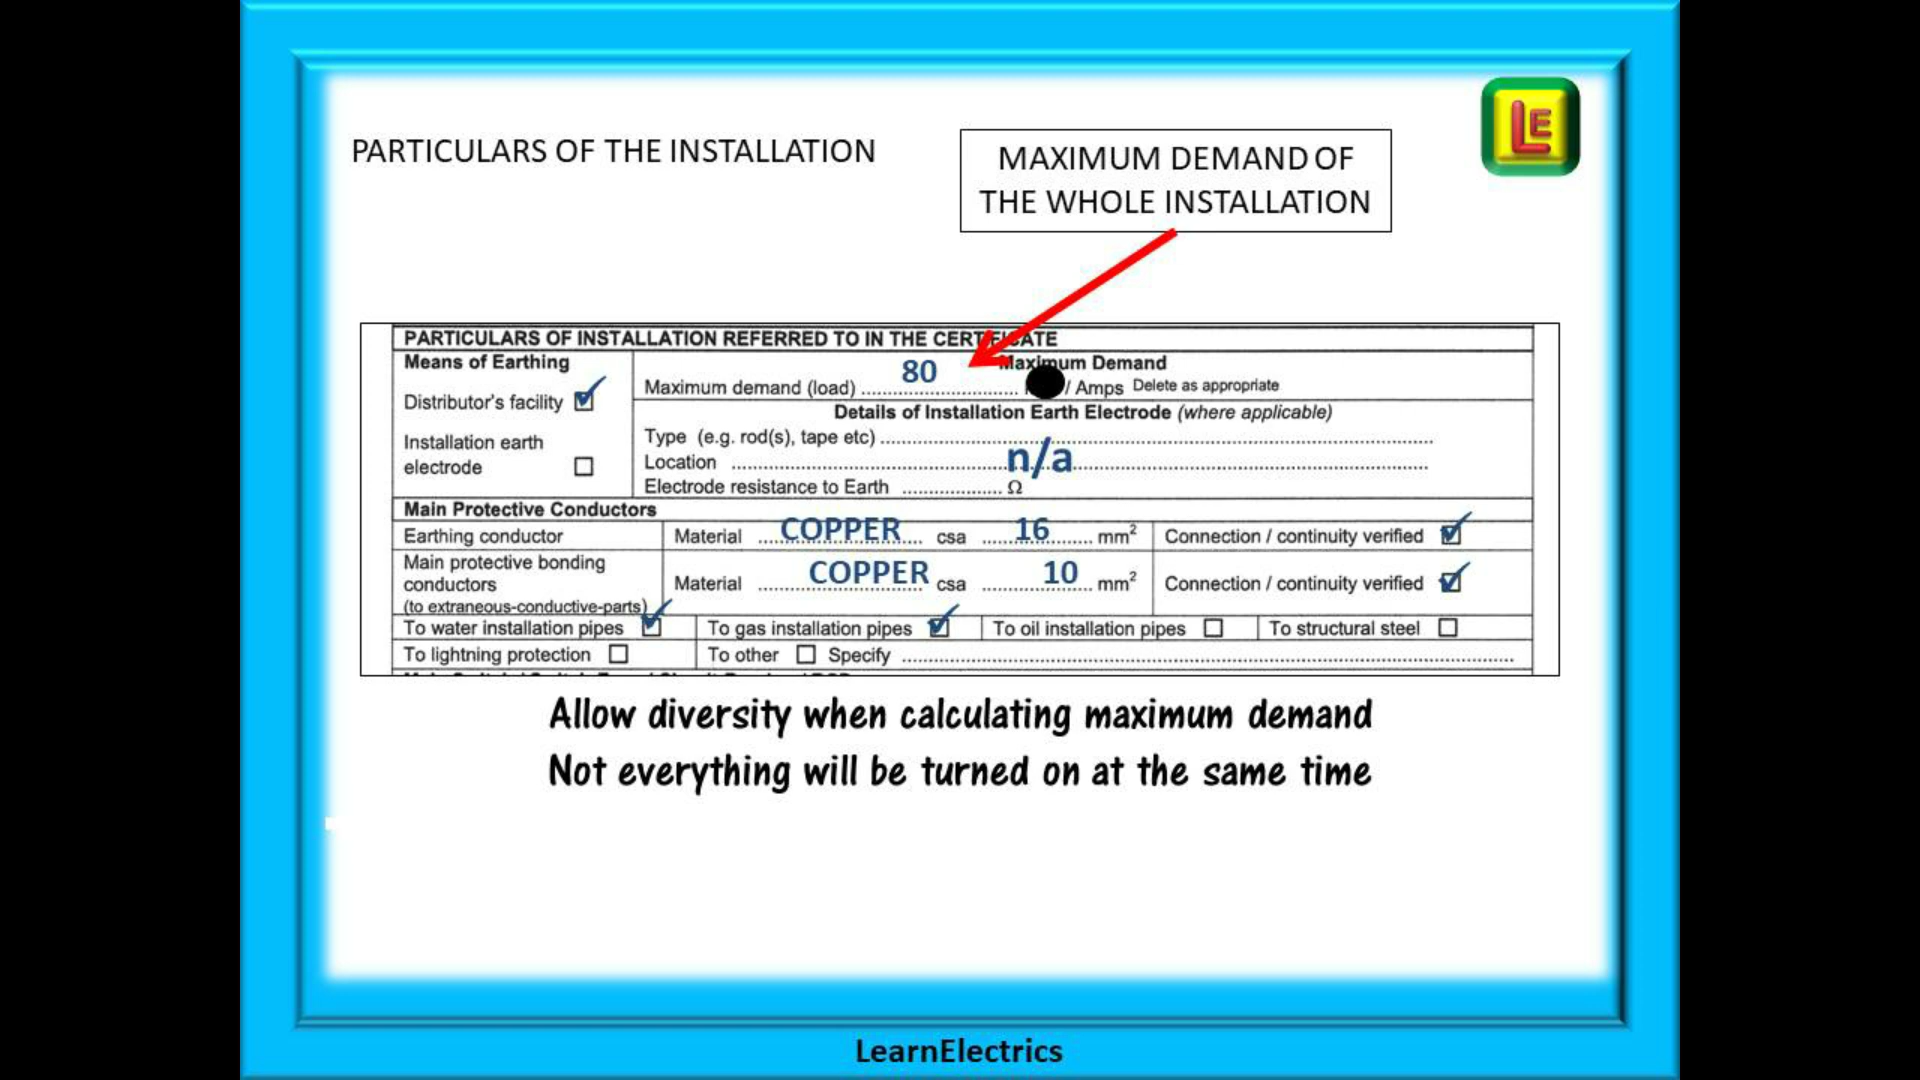 PARTICULARS OF THE INSTALLATION
MAXIMUM DEMAND OF
THE WHOLE INSTALLATION
LE
PARTICULARS OF INSTALLATION REFERRED TO IN THE CERTIFICATE
Means of Earthing
Maximum Demand
Distributor's facility
Maximum demand (load) 80 / Amps Delete as appropriate
Details of Installation Earth Electrode (where applicable)
Installation earth
electrode
Type (e.g. rod(s), tape etc)
Location n/a
Electrode resistance to Earth Ω
Main Protective Conductors
Earthing conductor Material COPPER csa 16 mm² Connection / continuity verified
Main protective bonding
conductors
(to extraneous-conductive-parts)
Material COPPER csa 10 mm² Connection / continuity verified
To water installation pipes To gas installation pipes To oil installation pipes To structural steel
To lightning protection To other Specify
Allow diversity when calculating maximum demand
Not everything will be turned on at the same time
LearnElectrics